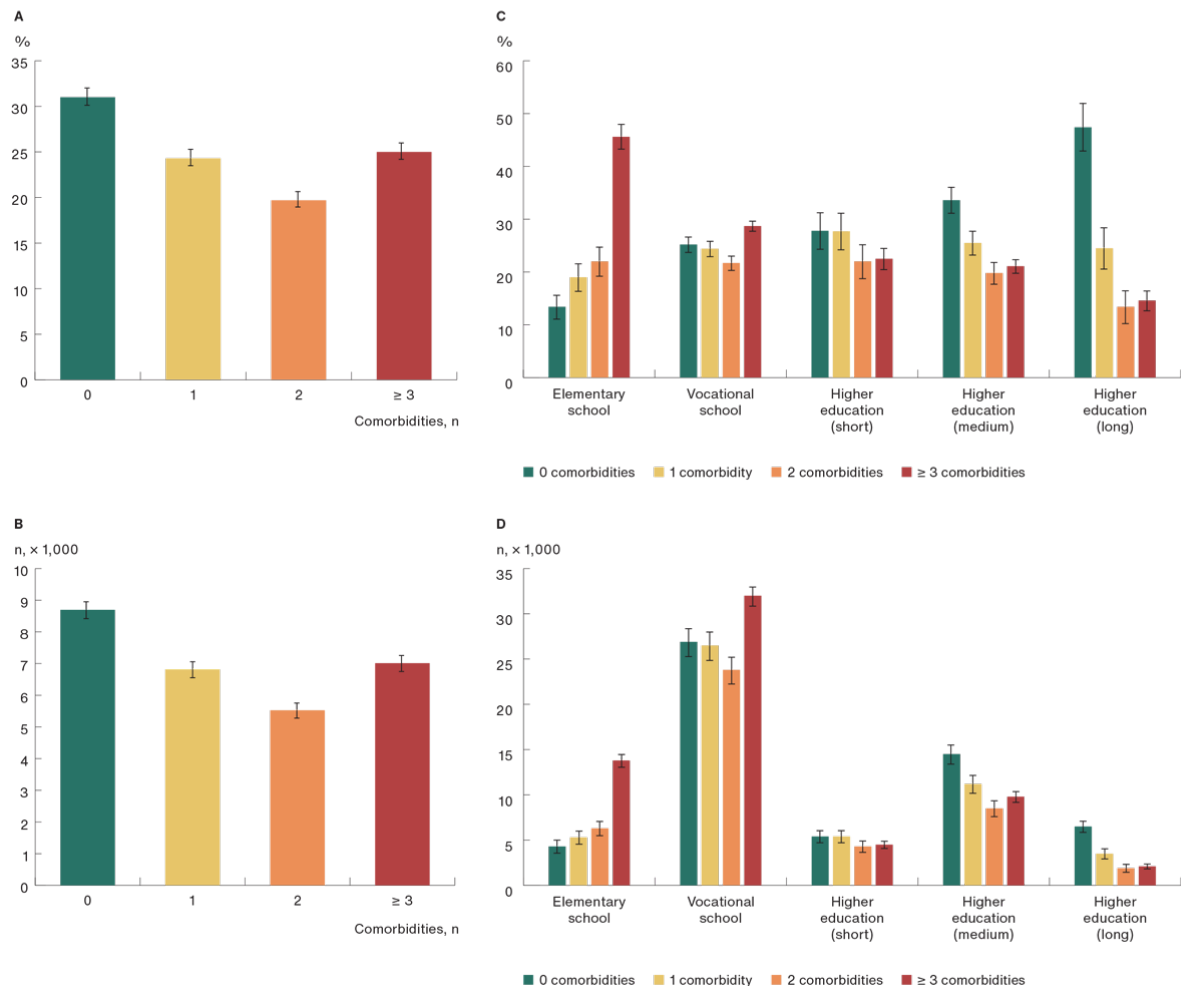 A
%
35
30
25
20
15
10
5
0
0 1 2 ≥ 3
Comorbidities, n
C
%
60
50
40
30
20
10
0
Elementary school
Vocational school
Higher education (short)
Higher education (medium)
Higher education (long)
0 comorbidities 1 comorbidity 2 comorbidities ≥ 3 comorbidities
B
n, × 1,000
10
9
8
7
6
5
4
3
2
1
0
0 1 2 ≥ 3
Comorbidities, n
D
n, × 1,000
35
30
25
20
15
10
5
0
Elementary school
Vocational school
Higher education (short)
Higher education (medium)
Higher education (long)
0 comorbidities 1 comorbidity 2 comorbidities ≥ 3 comorbidities